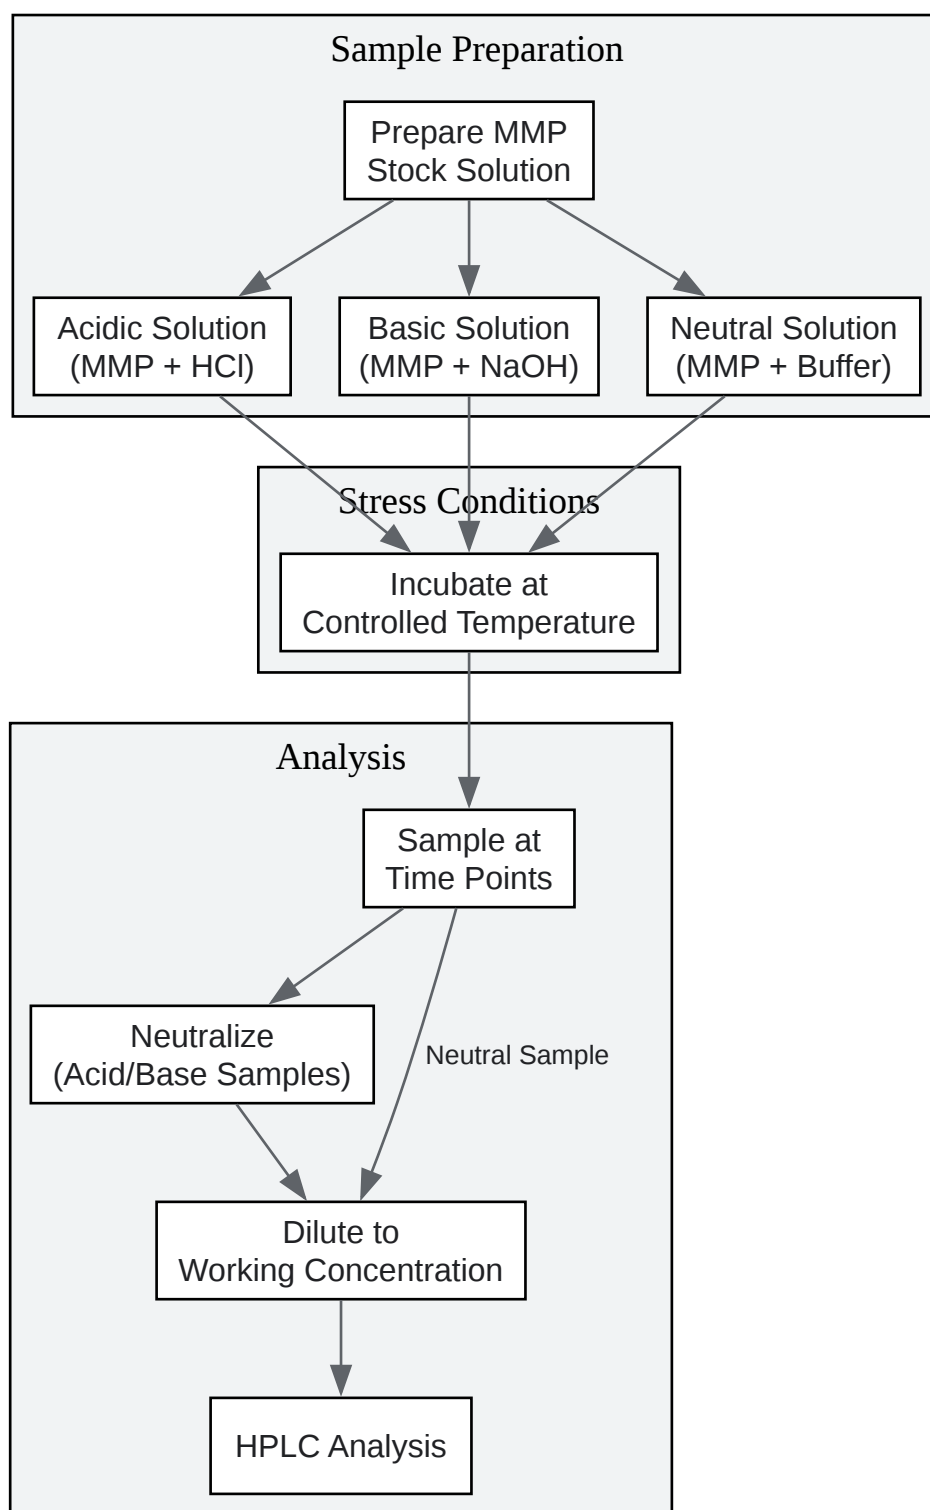 Sample Preparation
Prepare MMP
Stock Solution
Acidic Solution
(MMP + HCl)
Basic Solution
(MMP + NaOH)
Neutral Solution
(MMP + Buffer)
Stress Conditions
Incubate at
Controlled Temperature
Analysis
Sample at
Time Points
Neutralize
(Acid/Base Samples)
Neutral Sample
Dilute to
Working Concentration
HPLC Analysis